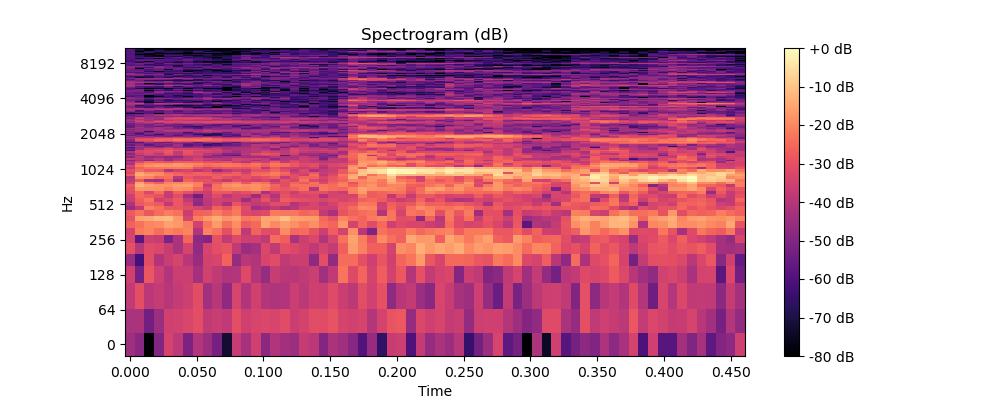 Spectrogram (dB)
8192
4096
2048
1024
512
256
128
64
0
Hz
0.000 0.050 0.100 0.150 0.200 0.250 0.300 0.350 0.400 0.450
Time
+0 dB
-10 dB
-20 dB
-30 dB
-40 dB
-50 dB
-60 dB
-70 dB
-80 dB